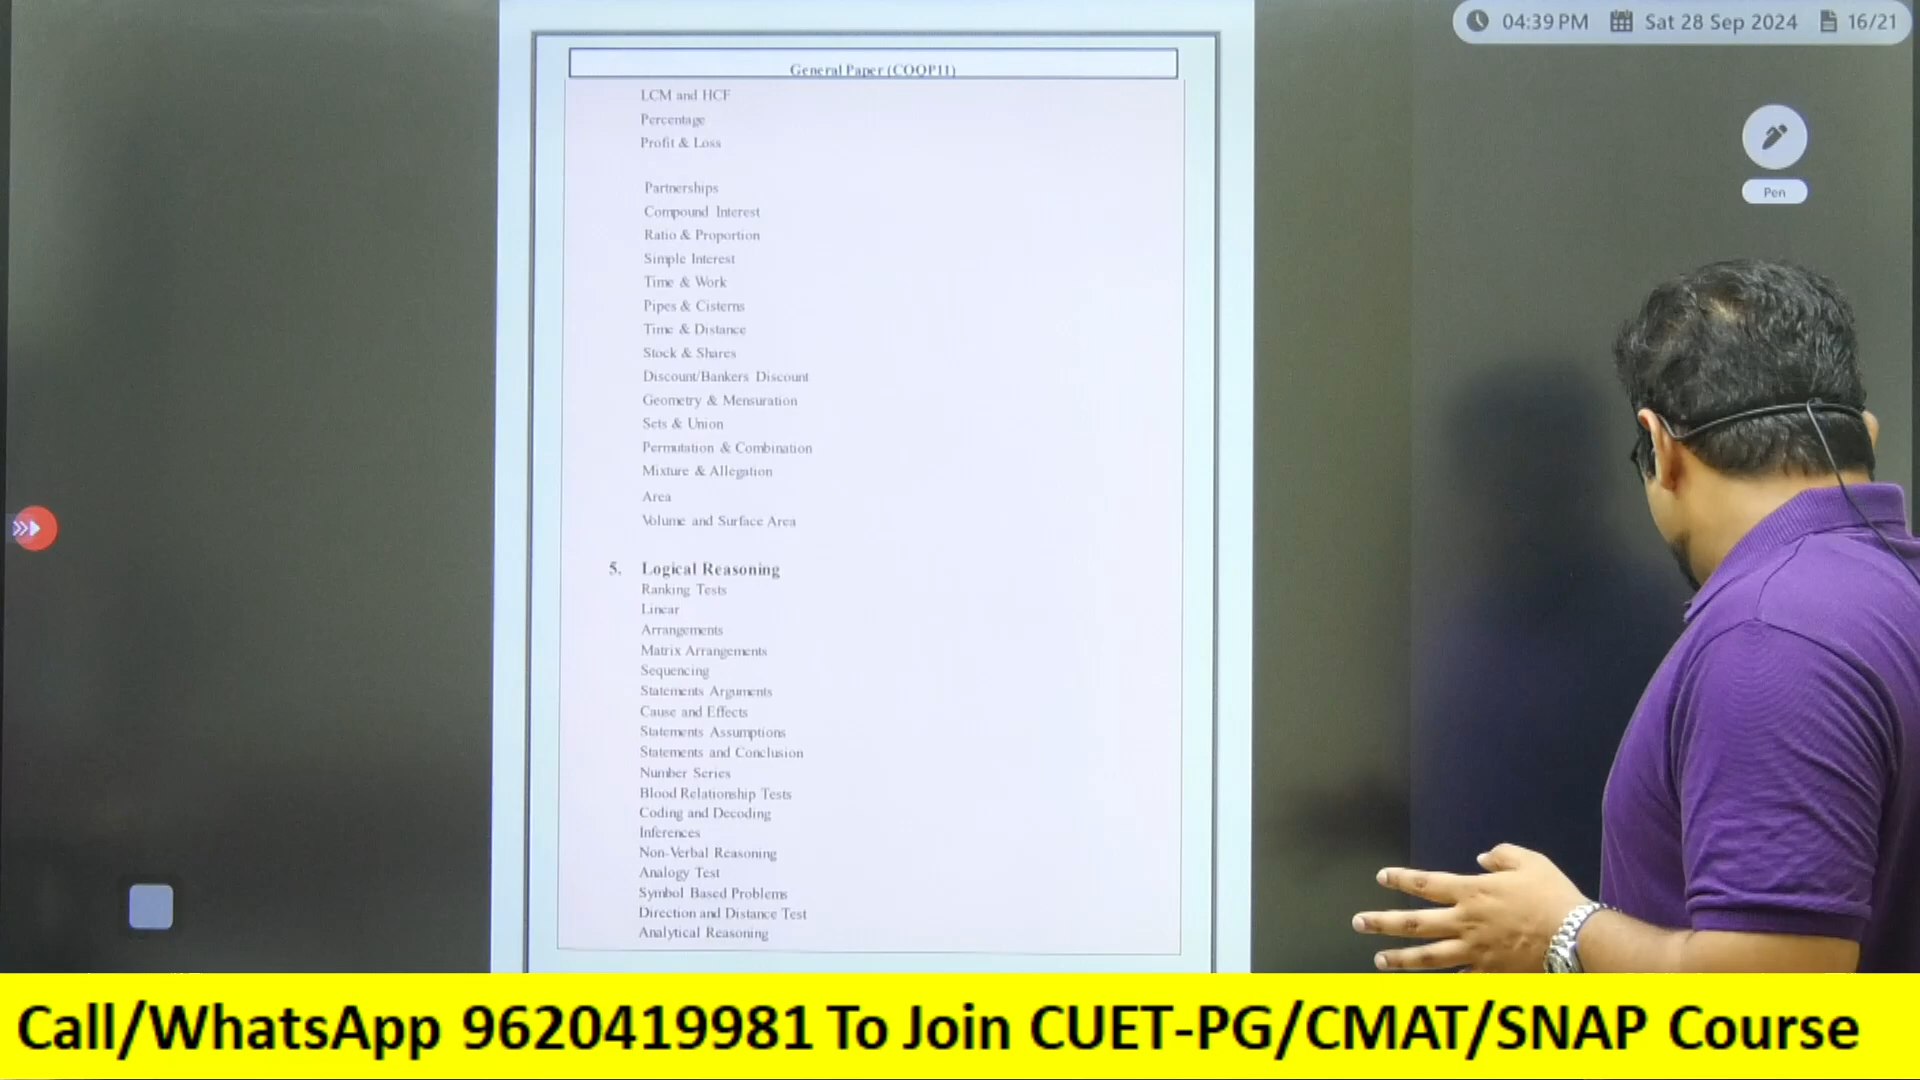 04:39 PM Sat 28 Sep 2024 16/21
Pen
General Paper (COQP11)
LCM and HCF
Percentage
Profit & Loss
Partnerships
Compound Interest
Ratio & Proportion
Simple Interest
Time & Work
Pipes & Cisterns
Time & Distance
Stock & Shares
Discount/Bankers Discount
Geometry & Mensuration
Sets & Union
Permutation & Combination
Mixture & Allegation
Area
Volume and Surface Area
5. Logical Reasoning
Ranking Tests
Linear
Arrangements
Matrix Arrangements
Sequencing
Statements Arguments
Cause and Effects
Statements Assumptions
Statements and Conclusion
Number Series
Blood Relationship Tests
Coding and Decoding
Inferences
Non-Verbal Reasoning
Analogy Test
Symbol Based Problems
Direction and Distance Test
Analytical Reasoning
Call/WhatsApp 9620419981 To Join CUET-PG/CMAT/SNAP Course